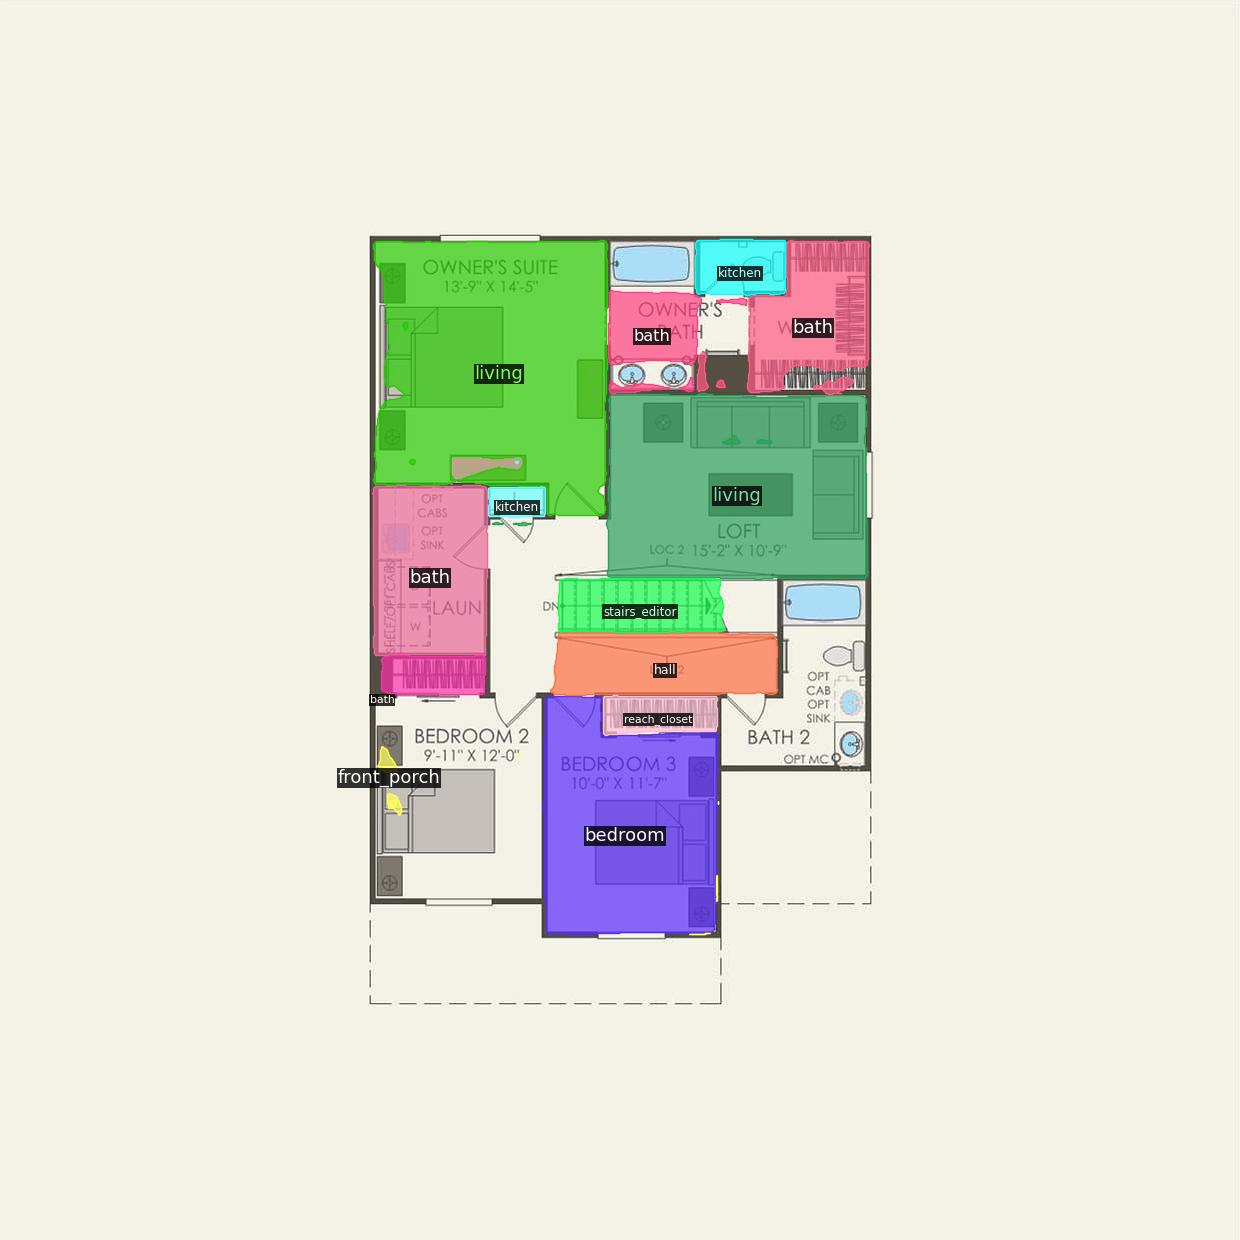 OWNER'S SUITE
13'-9" X 14'-5"
living
kitchen
OWNER'S
BATH
bath
W
bath
OPT
CABS
OPT
SINK
kitchen
living
LOFT
LOC 2 15'-2" X 10'-9"
bath
SHELF/OPT CABS
LAUN
W
DN
stairs_editor
hall
2
bath
reach_closet
OPT
CAB
OPT
SINK
BATH 2
OPT MC
BEDROOM 2
9'-11" X 12'-0"
front_porch
BEDROOM 3
10'-0" X 11'-7"
bedroom